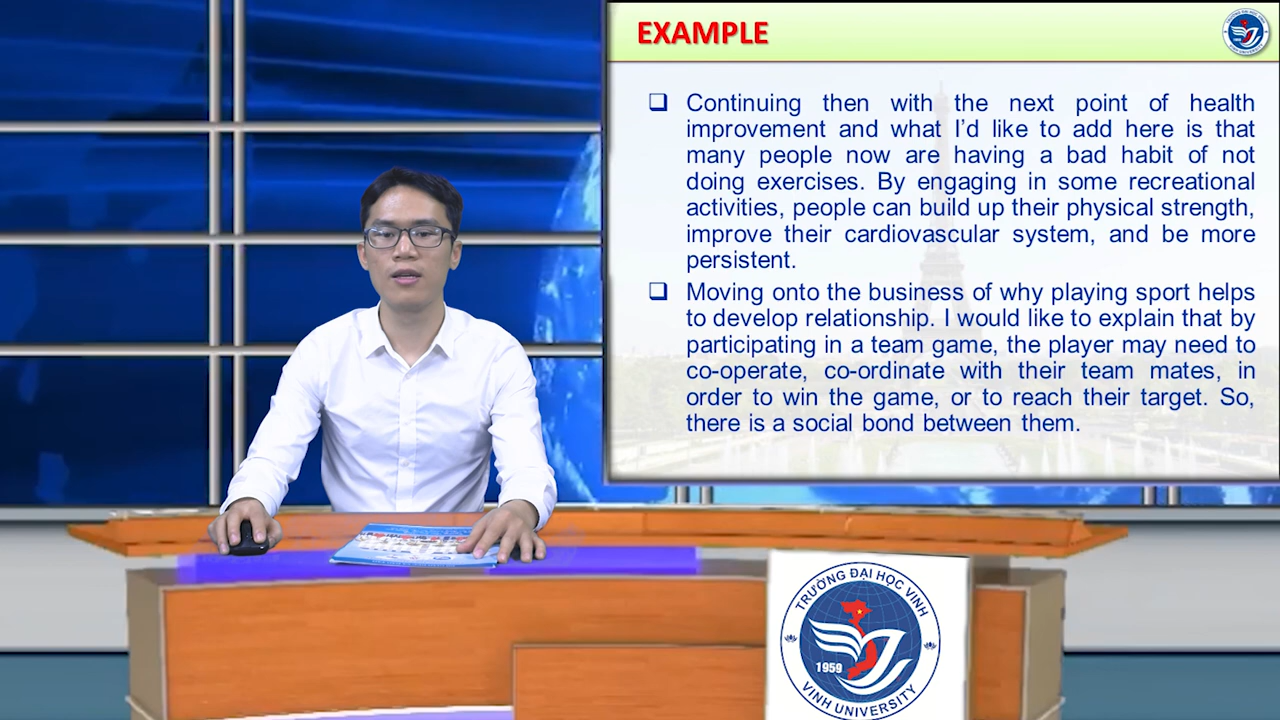 EXAMPLE
Continuing then with the next point of health
improvement and what I'd like to add here is that
many people now are having a bad habit of not
doing exercises. By engaging in some recreational
activities, people can build up their physical strength,
improve their cardiovascular system, and be more
persistent.
Moving onto the business of why playing sport helps
to develop relationship. I would like to explain that by
participating in a team game, the player may need to
co-operate, co-ordinate with their team mates, in
order to win the game, or to reach their target. So,
there is a social bond between them.
TRƯỜNG ĐẠI HỌC VINH
1959
VINH UNIVERSITY